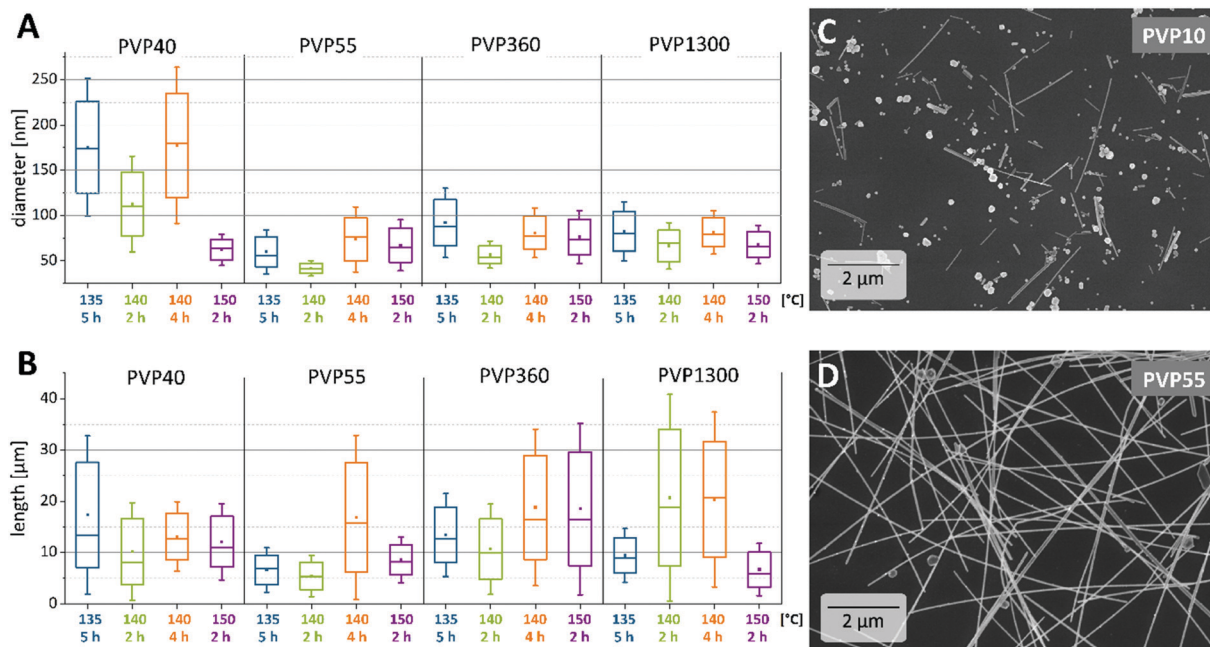 A
PVP40 PVP55 PVP360 PVP1300
diameter [nm]
250
200
150
100
50
135 140 140 150 135 140 140 150 135 140 140 150 135 140 140 150 [°C]
5 h 2 h 4 h 2 h 5 h 2 h 4 h 2 h 5 h 2 h 4 h 2 h 5 h 2 h 4 h 2 h
B
PVP40 PVP55 PVP360 PVP1300
length [µm]
40
30
20
10
0
135 140 140 150 135 140 140 150 135 140 140 150 135 140 140 150 [°C]
5 h 2 h 4 h 2 h 5 h 2 h 4 h 2 h 5 h 2 h 4 h 2 h 5 h 2 h 4 h 2 h
C PVP10
2 µm
D PVP55
2 µm